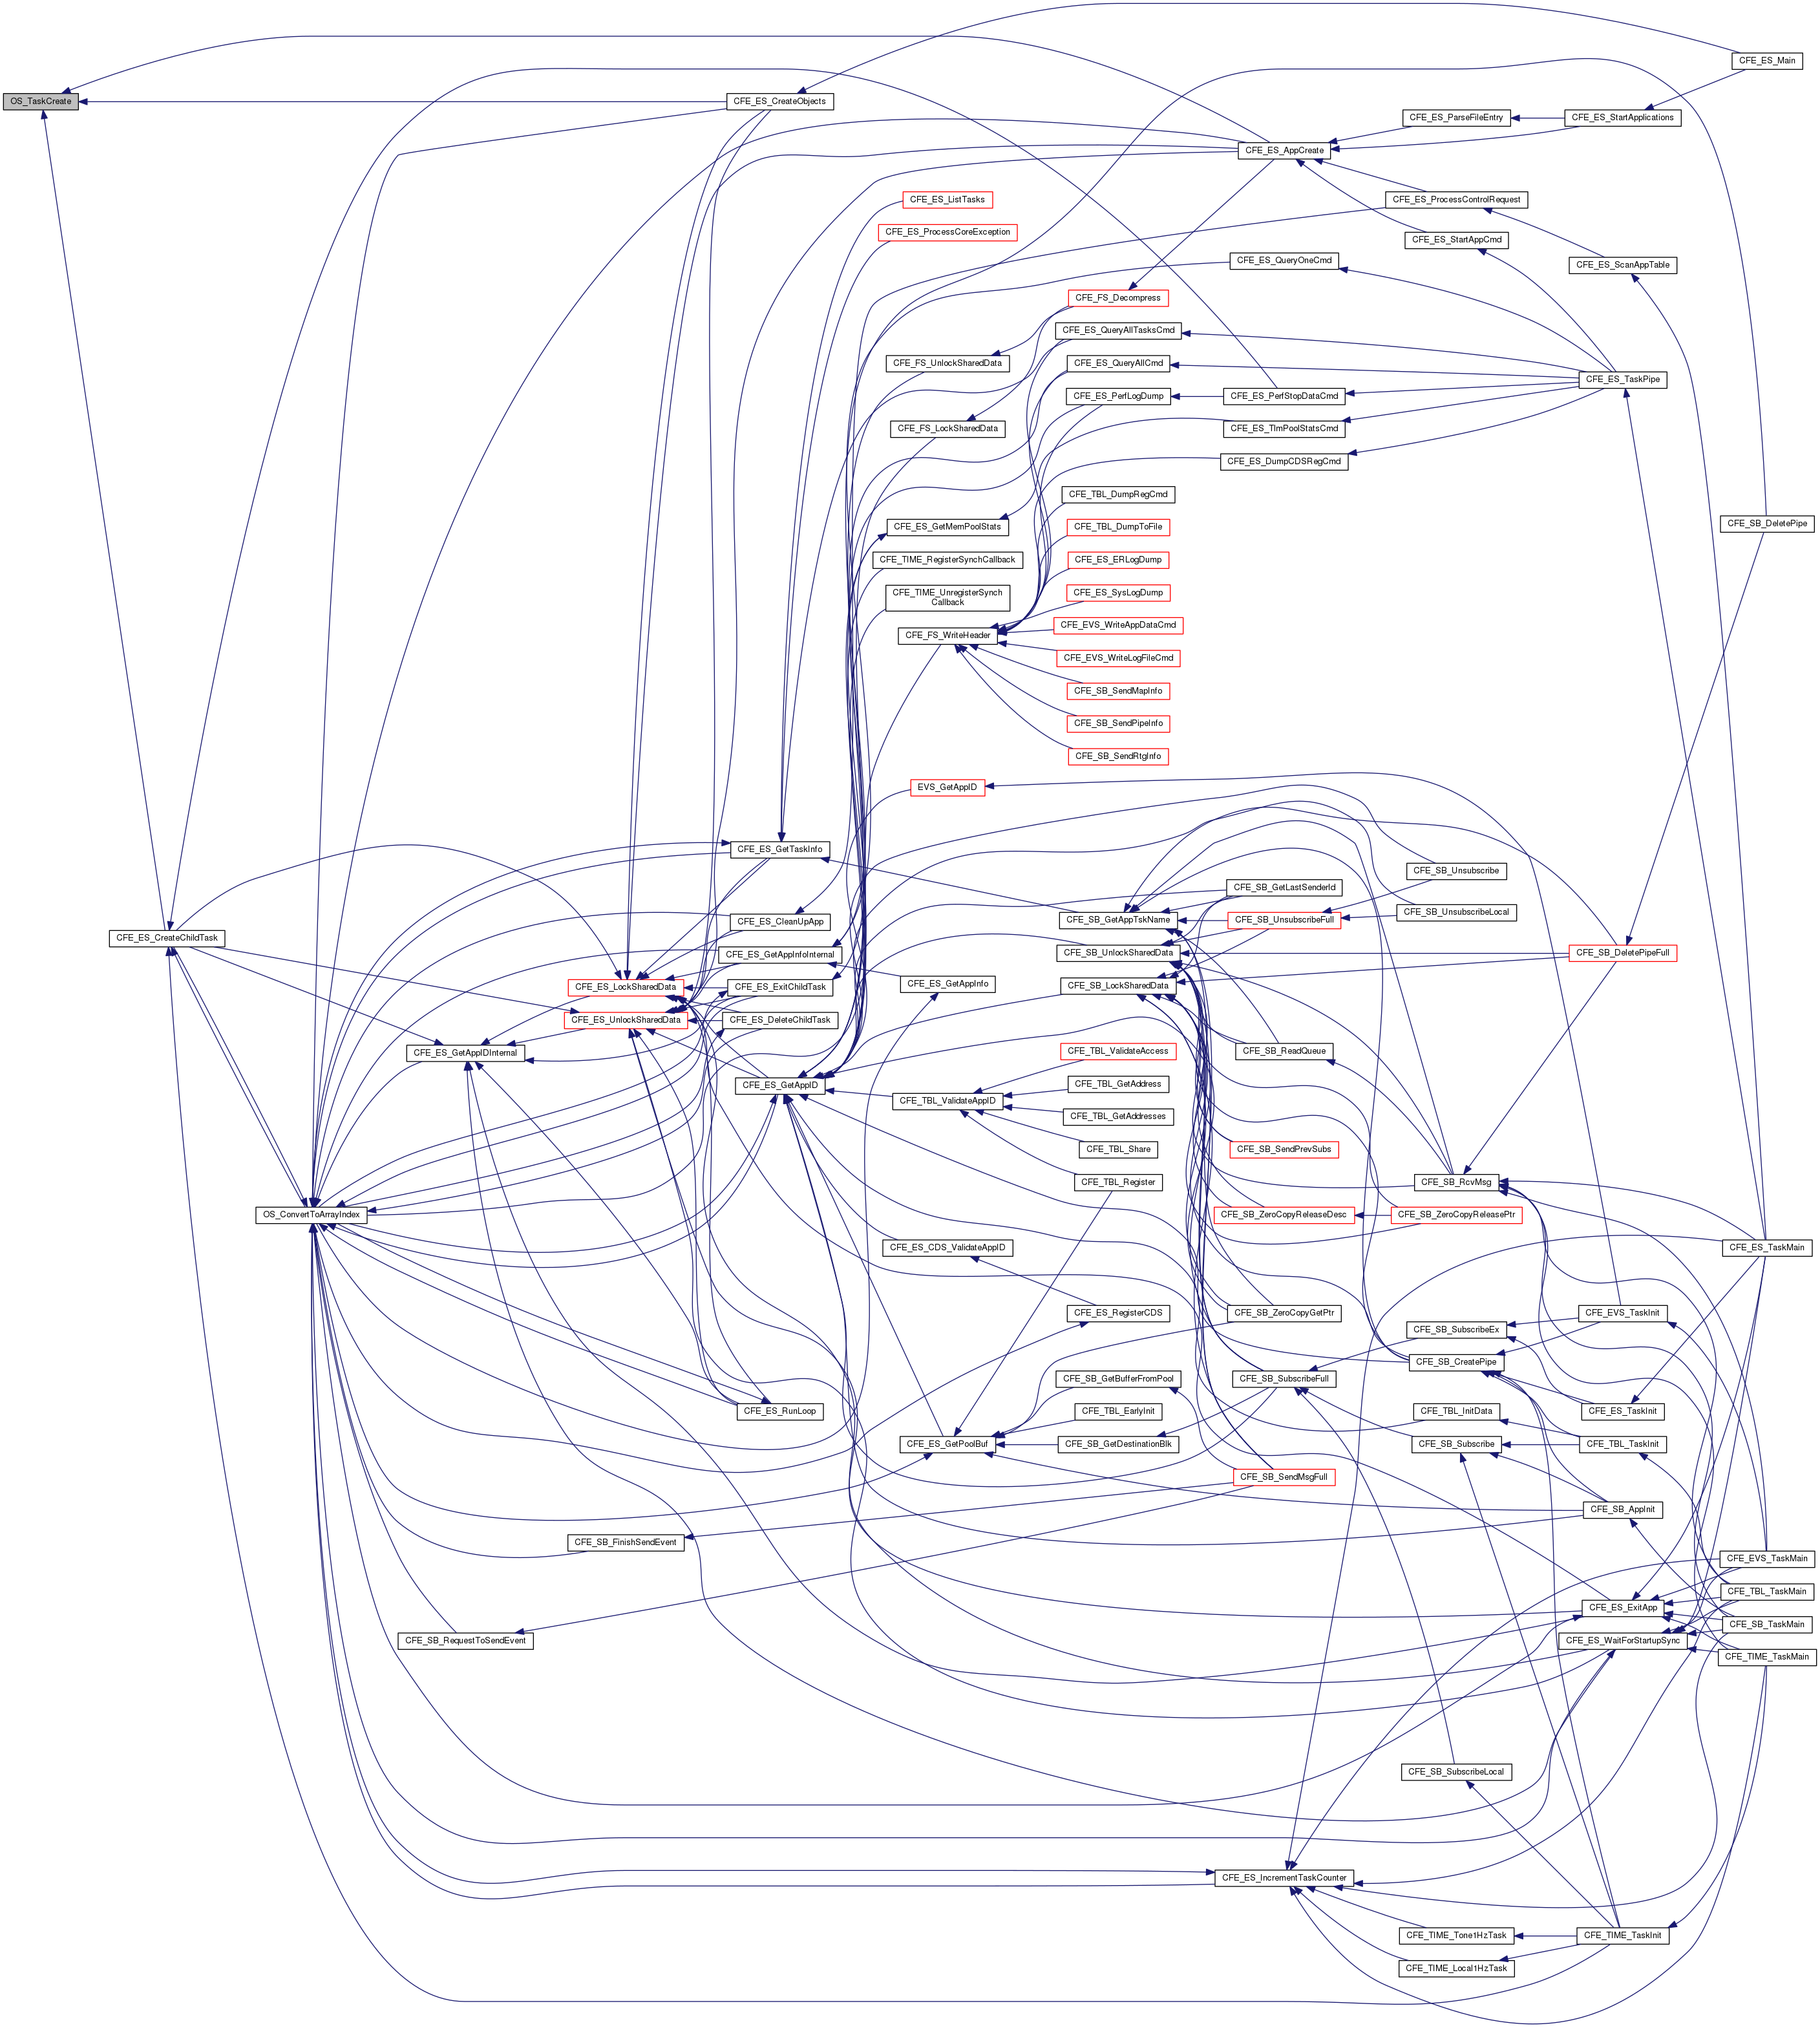 CFE_ES_Main
OS_TaskCreate
CFE_ES_CreateObjects
CFE_ES_ParseFileEntry
CFE_ES_StartApplications
CFE_ES_AppCreate
CFE_ES_ListTasks
CFE_ES_ProcessControlRequest
CFE_ES_ProcessCoreException
CFE_ES_StartAppCmd
CFE_ES_QueryOneCmd
CFE_ES_ScanAppTable
CFE_FS_Decompress
CFE_ES_QueryAllTasksCmd
CFE_FS_UnlockSharedData
CFE_ES_QueryAllCmd
CFE_ES_TaskPipe
CFE_ES_PerfLogDump
CFE_ES_PerfStopDataCmd
CFE_FS_LockSharedData
CFE_ES_TlmPoolStatsCmd
CFE_ES_DumpCDSRegCmd
CFE_TBL_DumpRegCmd
CFE_ES_GetMemPoolStats
CFE_TBL_DumpToFile
CFE_SB_DeletePipe
CFE_TIME_RegisterSynchCallback
CFE_ES_ERLogDump
CFE_TIME_UnregisterSynch
Callback
CFE_ES_SysLogDump
CFE_EVS_WriteAppDataCmd
CFE_FS_WriteHeader
CFE_EVS_WriteLogFileCmd
CFE_SB_SendMapInfo
CFE_SB_SendPipeInfo
CFE_SB_SendRtgInfo
EVS_GetAppID
CFE_ES_GetTaskInfo
CFE_SB_Unsubscribe
CFE_SB_GetLastSenderId
CFE_SB_UnsubscribeLocal
CFE_ES_CleanUpApp
CFE_SB_GetAppTskName
CFE_SB_UnsubscribeFull
CFE_ES_CreateChildTask
CFE_ES_GetAppInfoInternal
CFE_SB_UnlockSharedData
CFE_SB_DeletePipeFull
CFE_ES_LockSharedData
CFE_ES_ExitChildTask
CFE_ES_GetAppInfo
CFE_SB_LockSharedData
CFE_ES_UnlockSharedData
CFE_ES_DeleteChildTask
CFE_ES_GetAppIDInternal
CFE_TBL_ValidateAccess
CFE_SB_ReadQueue
CFE_ES_GetAppID
CFE_TBL_GetAddress
CFE_TBL_ValidateAppID
CFE_TBL_GetAddresses
CFE_TBL_Share
CFE_SB_SendPrevSubs
CFE_TBL_Register
CFE_SB_RcvMsg
OS_ConvertToArrayIndex
CFE_SB_ZeroCopyReleaseDesc
CFE_SB_ZeroCopyReleasePtr
CFE_ES_CDS_ValidateAppID
CFE_ES_TaskMain
CFE_ES_RegisterCDS
CFE_SB_ZeroCopyGetPtr
CFE_EVS_TaskInit
CFE_SB_SubscribeEx
CFE_SB_CreatePipe
CFE_SB_GetBufferFromPool
CFE_SB_SubscribeFull
CFE_ES_RunLoop
CFE_TBL_EarlyInit
CFE_TBL_InitData
CFE_ES_TaskInit
CFE_ES_GetPoolBuf
CFE_SB_GetDestinationBlk
CFE_SB_Subscribe
CFE_TBL_TaskInit
CFE_SB_SendMsgFull
CFE_SB_AppInit
CFE_SB_FinishSendEvent
CFE_EVS_TaskMain
CFE_TBL_TaskMain
CFE_ES_ExitApp
CFE_SB_TaskMain
CFE_SB_RequestToSendEvent
CFE_ES_WaitForStartupSync
CFE_TIME_TaskMain
CFE_SB_SubscribeLocal
CFE_ES_IncrementTaskCounter
CFE_TIME_Tone1HzTask
CFE_TIME_TaskInit
CFE_TIME_Local1HzTask